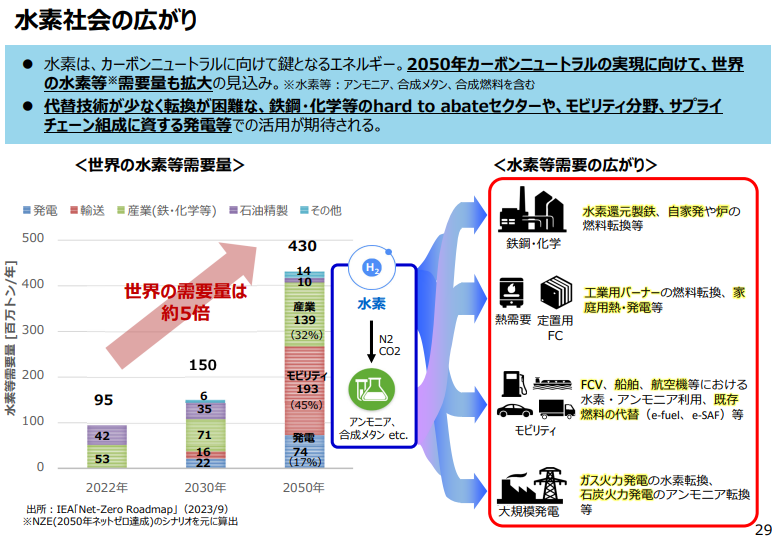 水素社会の広がり
● 水素は、カーボンニュートラルに向けて鍵となるエネルギー。2050年カーボンニュートラルの実現に向けて、世界
の水素等※需要量も拡大の見込み。※水素等：アンモニア、合成メタン、合成燃料を含む
● 代替技術が少なく転換が困難な、鉄鋼・化学等のhard to abateセクターや、モビリティ分野、サプライ
チェーン組成に資する発電等での活用が期待される。
＜世界の水素等需要量＞
発電 輸送 産業(鉄・化学等) 石油精製 その他
水素等需要量 [百万トン/年]
500
400
300
200
100
0
世界の需要量は
約5倍
95
42
53
2022年
150
6
35
71
16
22
2030年
430
14
10
産業
139
(32%)
モビリティ
193
(45%)
発電
74
(17%)
2050年
H2
水素
N2
CO2
アンモニア、
合成メタン etc.
出所：IEA「Net-Zero Roadmap」（2023/9）
※NZE(2050年ネットゼロ達成)のシナリオを元に算出
＜水素等需要の広がり＞
鉄鋼・化学
水素還元製鉄、自家発や炉の
燃料転換等
熱需要
定置用
FC
工業用バーナーの燃料転換、家
庭用熱・発電等
モビリティ
FCV、船舶、航空機等における
水素・アンモニア利用、既存
燃料の代替（e-fuel、e-SAF）等
大規模発電
ガス火力発電の水素転換、
石炭火力発電のアンモニア転換
等
29